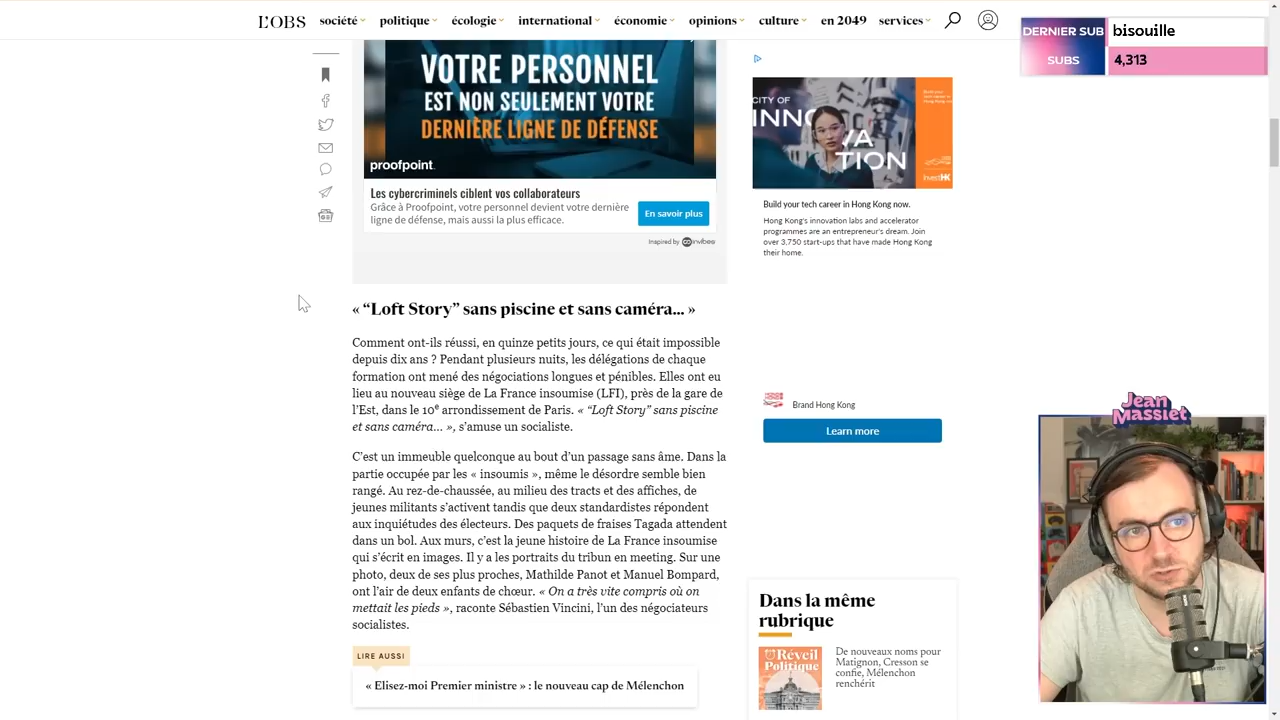 L'OBS
société
politique
écologie
international
économie
opinions
culture
en 2049
services
DERNIER SUB
bisouille
SUBS
4,313
VOTRE PERSONNEL
EST NON SEULEMENT VOTRE
DERNIÈRE LIGNE DE DÉFENSE
proofpoint.
Les cybercriminels ciblent vos collaborateurs
Grâce à Proofpoint, votre personnel devient votre dernière
ligne de défense, mais aussi la plus efficace.
En savoir plus
Inspired by invibes
CITY OF
INNO
VA
TION
InvestHK
Build your tech career in Hong Kong now.
Hong Kong's innovation labs and accelerator
programmes are an entrepreneur's dream. Join
over 3,750 start-ups that have made Hong Kong
their home.
Brand Hong Kong
Learn more
« “Loft Story” sans piscine et sans caméra... »
Comment ont-ils réussi, en quinze petits jours, ce qui était impossible
depuis dix ans ? Pendant plusieurs nuits, les délégations de chaque
formation ont mené des négociations longues et pénibles. Elles ont eu
lieu au nouveau siège de La France insoumise (LFI), près de la gare de
l’Est, dans le 10e arrondissement de Paris. « “Loft Story” sans piscine
et sans caméra... », s’amuse un socialiste.
C’est un immeuble quelconque au bout d’un passage sans âme. Dans la
partie occupée par les « insoumis », même le désordre semble bien
rangé. Au rez-de-chaussée, au milieu des tracts et des affiches, de
jeunes militants s’activent tandis que deux standardistes répondent
aux inquiétudes des électeurs. Des paquets de fraises Tagada attendent
dans un bol. Aux murs, c’est la jeune histoire de La France insoumise
qui s’écrit en images. Il y a les portraits du tribun en meeting. Sur une
photo, deux de ses plus proches, Mathilde Panot et Manuel Bompard,
ont l’air de deux enfants de chœur. « On a très vite compris où on
mettait les pieds », raconte Sébastien Vincini, l’un des négociateurs
socialistes.
LIRE AUSSI
« Elisez-moi Premier ministre » : le nouveau cap de Mélenchon
Dans la même
rubrique
Réveil
Politique
De nouveaux noms pour
Matignon, Cresson se
confie, Mélenchon
renchérit
Jean
Massiet